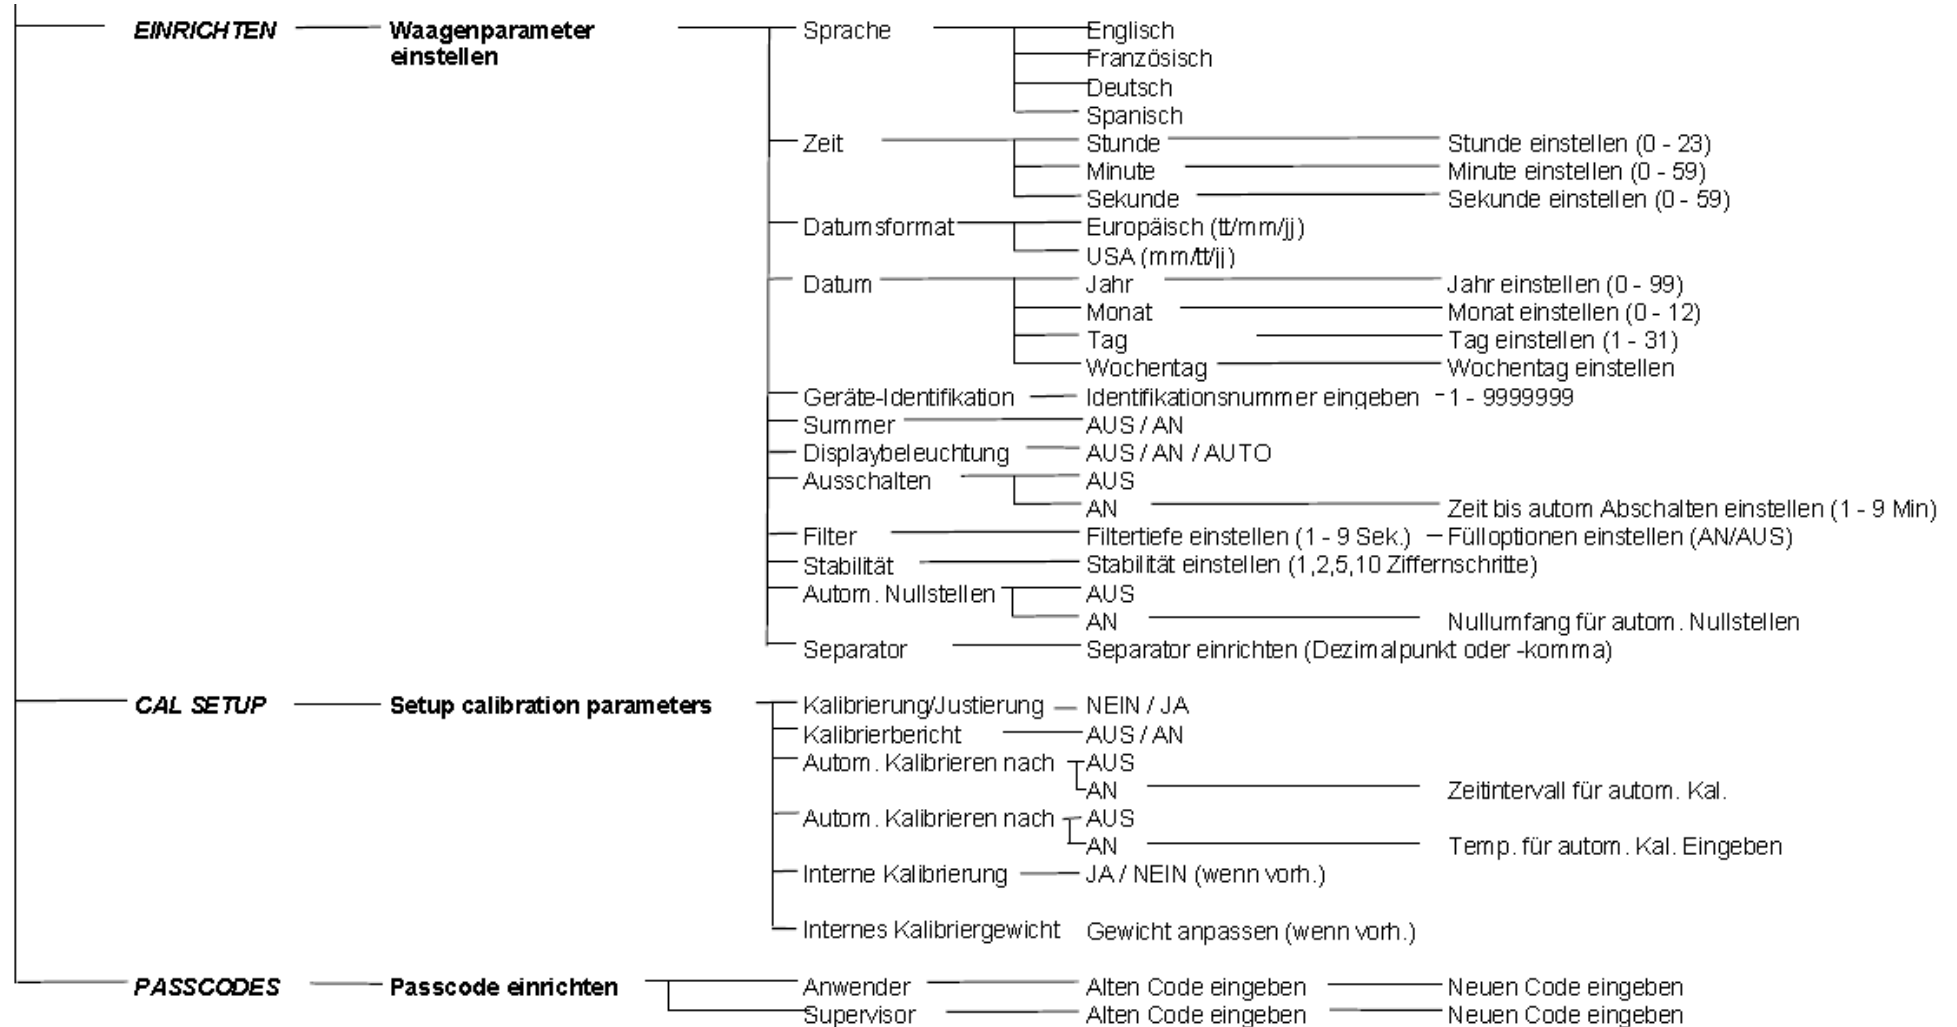 EINRICHTEN Waagenparameter Sprache Englisch
einstellen Französisch
Deutsch
Spanisch
Zeit Stunde Stunde einstellen (0 - 23)
Minute Minute einstellen (0 - 59)
Sekunde Sekunde einstellen (0 - 59)
Datumsformat Europäisch (tt/mm/jj)
USA (mm/tt/jj)
Datum Jahr Jahr einstellen (0 - 99)
Monat Monat einstellen (0 - 12)
Tag Tag einstellen (1 - 31)
Wochentag Wochentag einstellen
Geräte-Identifikation Identifikationsnummer eingeben 1 - 9999999
Summer AUS / AN
Displaybeleuchtung AUS / AN / AUTO
Ausschalten AUS
AN Zeit bis autom Abschalten einstellen (1 - 9 Min)
Filter Filtertiefe einstellen (1 - 9 Sek.) Fülloptionen einstellen (AN/AUS)
Stabilität Stabilität einstellen (1,2,5,10 Ziffernschritte)
Autom. Nullstellen AUS
AN Nullumfang für autom. Nullstellen
Separator Separator einrichten (Dezimalpunkt oder -komma)
CAL SETUP Setup calibration parameters Kalibrierung/Justierung NEIN / JA
Kalibrierbericht AUS / AN
Autom. Kalibrieren nach AUS
AN Zeitintervall für autom. Kal.
Autom. Kalibrieren nach AUS
AN Temp. für autom. Kal. Eingeben
Interne Kalibrierung JA / NEIN (wenn vorh.)
Internes Kalibriergewicht Gewicht anpassen (wenn vorh.)
PASSCODES Passcode einrichten Anwender Alten Code eingeben Neuen Code eingeben
Supervisor Alten Code eingeben Neuen Code eingeben